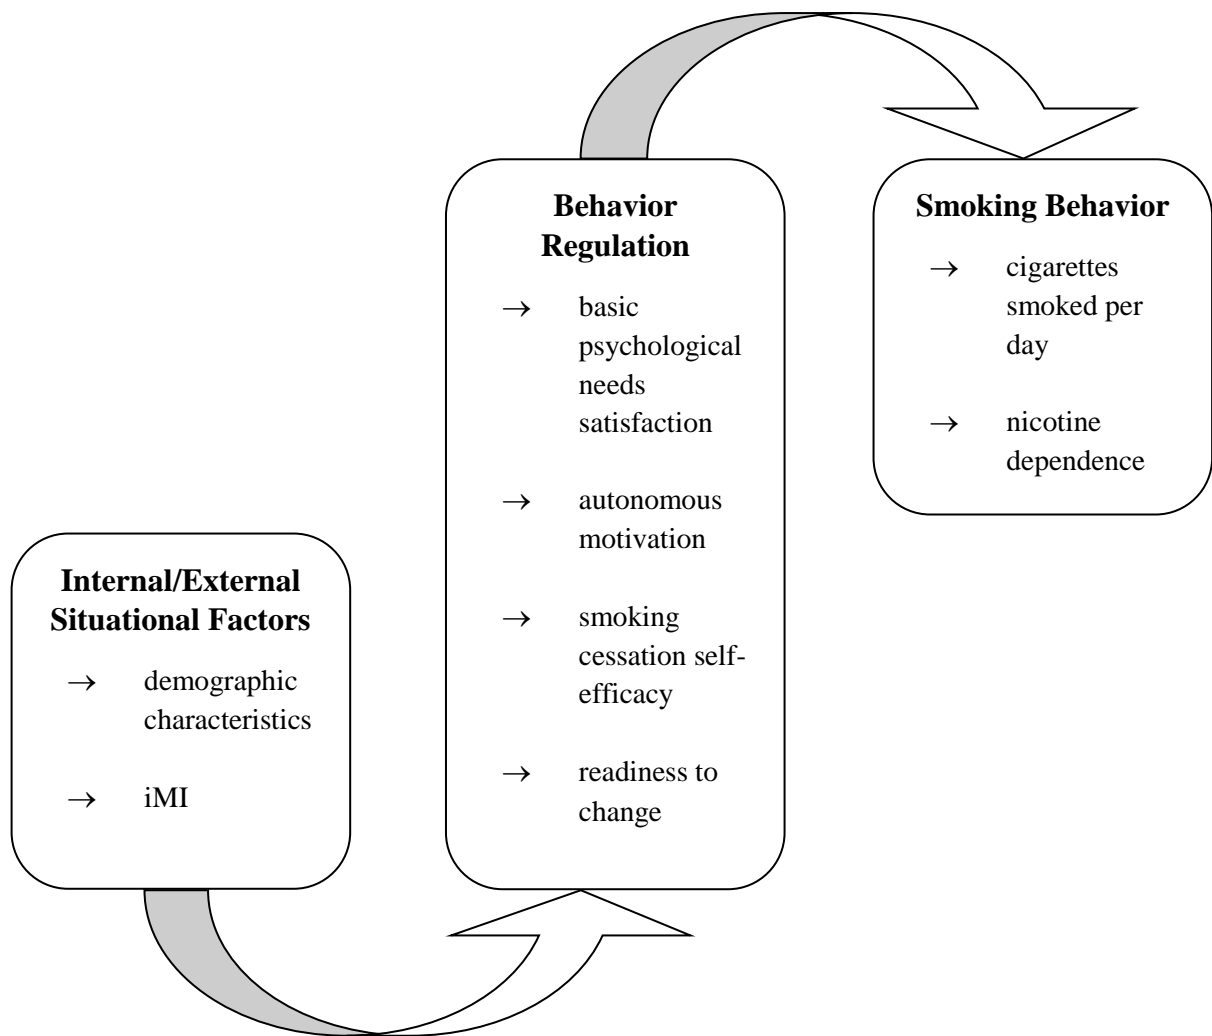 Internal/External
Situational Factors
→ demographic
characteristics
→ iMI
Behavior
Regulation
→ basic
psychological
needs
satisfaction
→ autonomous
motivation
→ smoking
cessation self-
efficacy
→ readiness to
change
Smoking Behavior
→ cigarettes
smoked per
day
→ nicotine
dependence